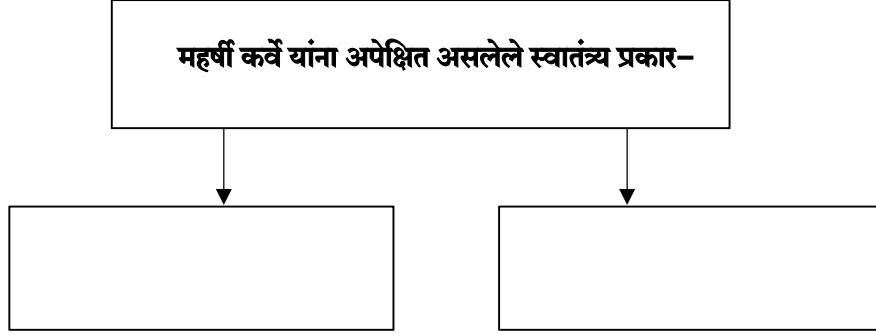 महर्षी कर्वे यांना अपेक्षित असलेले स्वातंत्र्य प्रकार–